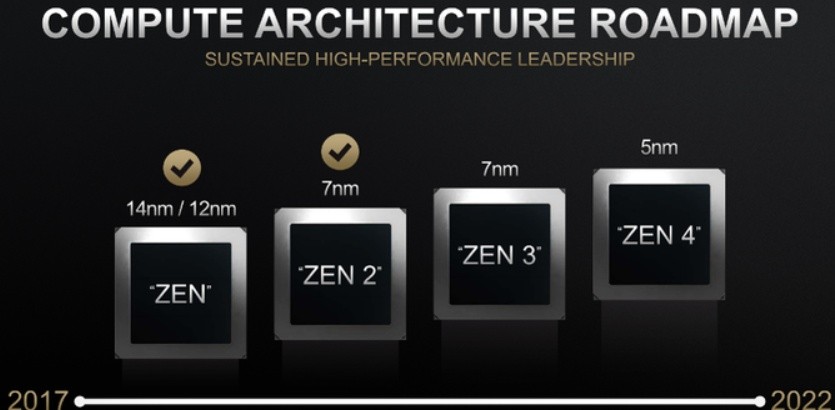 COMPUTE ARCHITECTURE ROADMAP
SUSTAINED HIGH-PERFORMANCE LEADERSHIP
14nm / 12nm
"ZEN"
7nm
"ZEN 2"
7nm
"ZEN 3"
5nm
"ZEN 4"
2017
2022